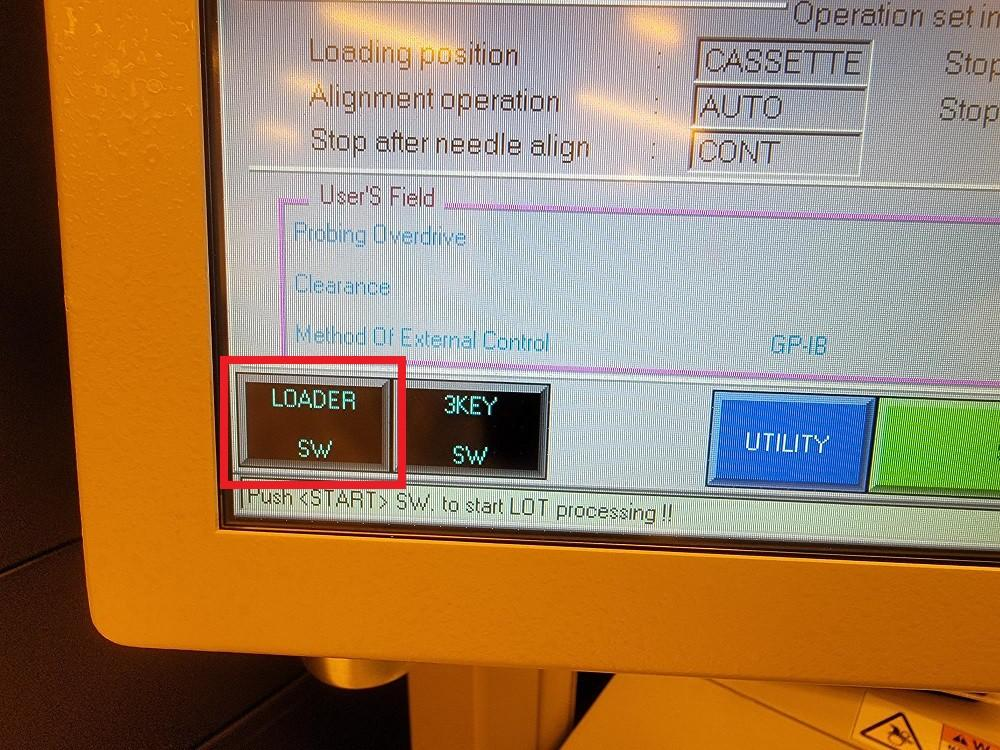 Operation set in
Loading position : CASSETTE Stop
Alignment operation : AUTO Stop
Stop after needle align : CONT
User'S Field
Probing Overdrive
Clearance
Method Of External Control GP-IB
LOADER
SW
3KEY
SW
UTILITY
Push <START> SW. to start LOT processing !!